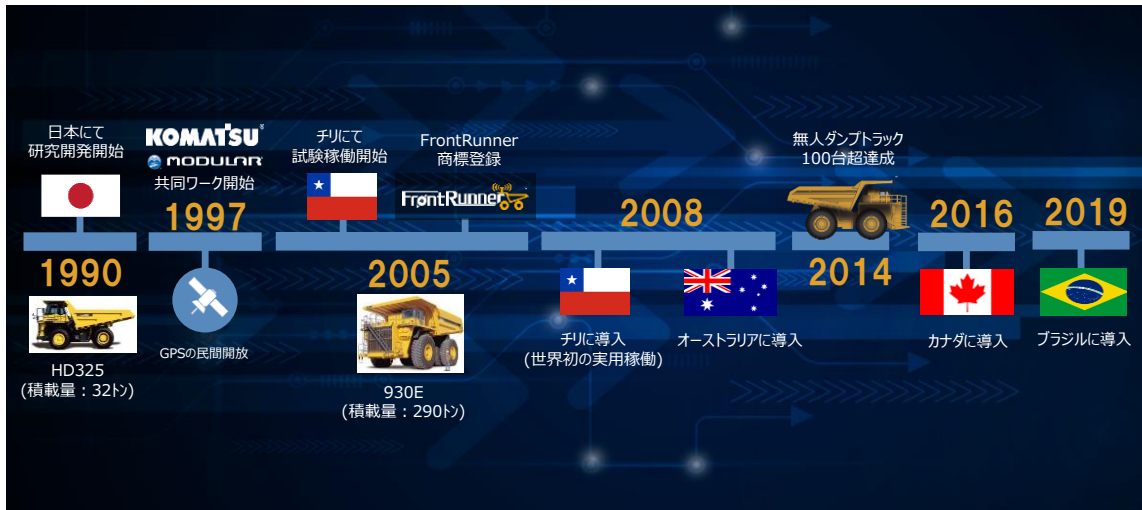 日本にて
研究開発開始
1990
HD325
(積載量：32㌧)
KOMATSU
MODULAR
共同ワーク開始
1997
GPSの民間開放
チリにて
試験稼働開始
FrontRunner
商標登録
FrontRunner
2005
930E
(積載量：290㌧)
2008
チリに導入
(世界初の実用稼働)
オーストラリアに導入
無人ダンプトラック
100台超達成
2014
2016
カナダに導入
2019
ブラジルに導入